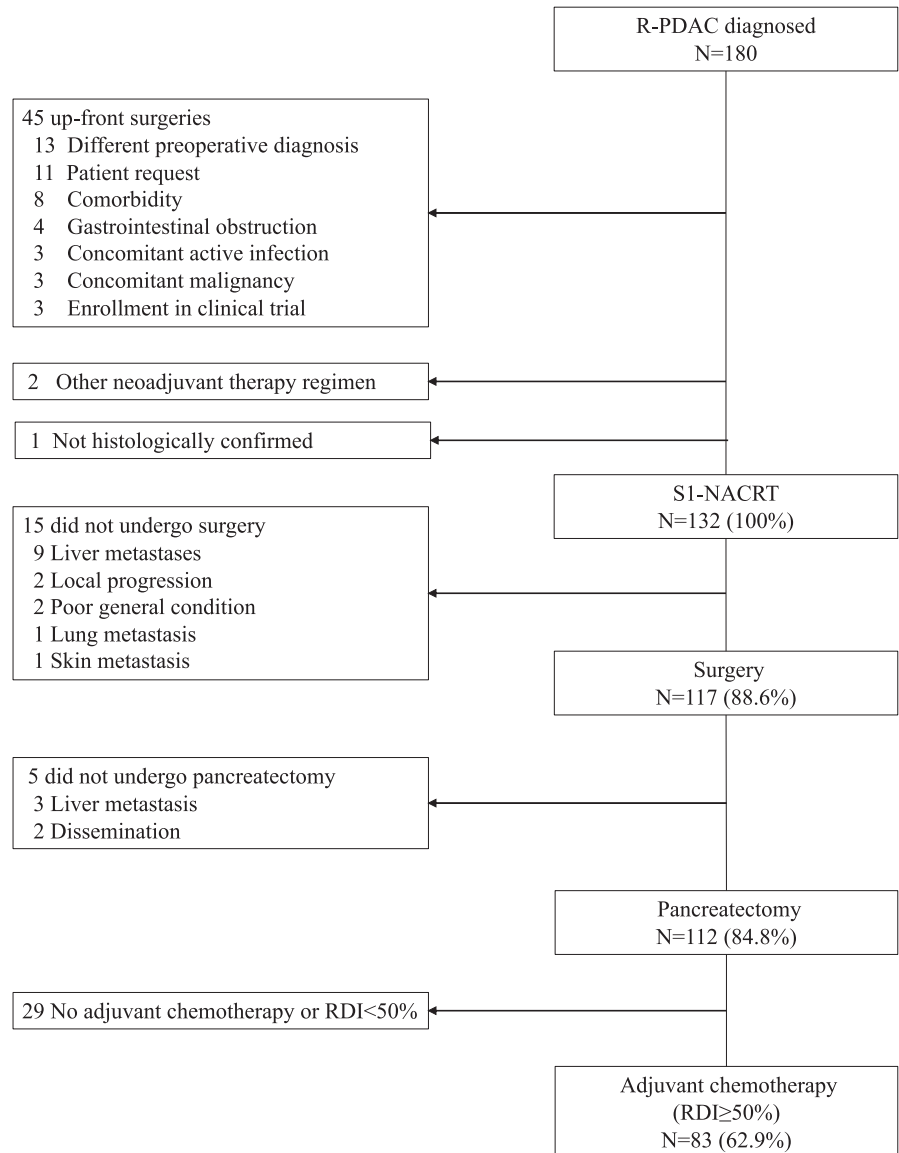 R-PDAC diagnosed
N=180
45 up-front surgeries
13 Different preoperative diagnosis
11 Patient request
8 Comorbidity
4 Gastrointestinal obstruction
3 Concomitant active infection
3 Concomitant malignancy
3 Enrollment in clinical trial
2 Other neoadjuvant therapy regimen
1 Not histologically confirmed
S1-NACRT
N=132 (100%)
15 did not undergo surgery
9 Liver metastases
2 Local progression
2 Poor general condition
1 Lung metastasis
1 Skin metastasis
Surgery
N=117 (88.6%)
5 did not undergo pancreatectomy
3 Liver metastasis
2 Dissemination
Pancreatectomy
N=112 (84.8%)
29 No adjuvant chemotherapy or RDI<50%
Adjuvant chemotherapy
(RDI≥50%)
N=83 (62.9%)